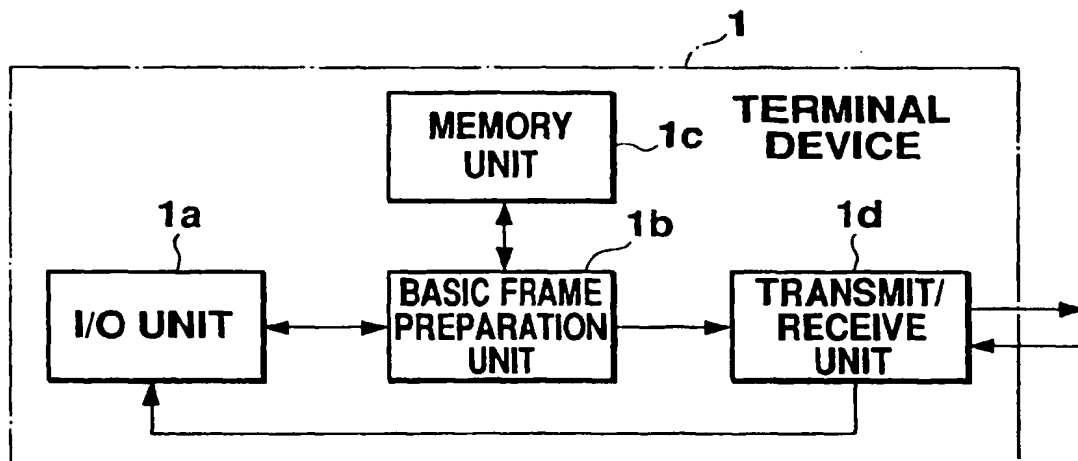 1
TERMINAL
DEVICE
MEMORY
UNIT
1c
1a
1b
1d
I/O UNIT
BASIC FRAME
PREPARATION
UNIT
TRANSMIT/
RECEIVE
UNIT